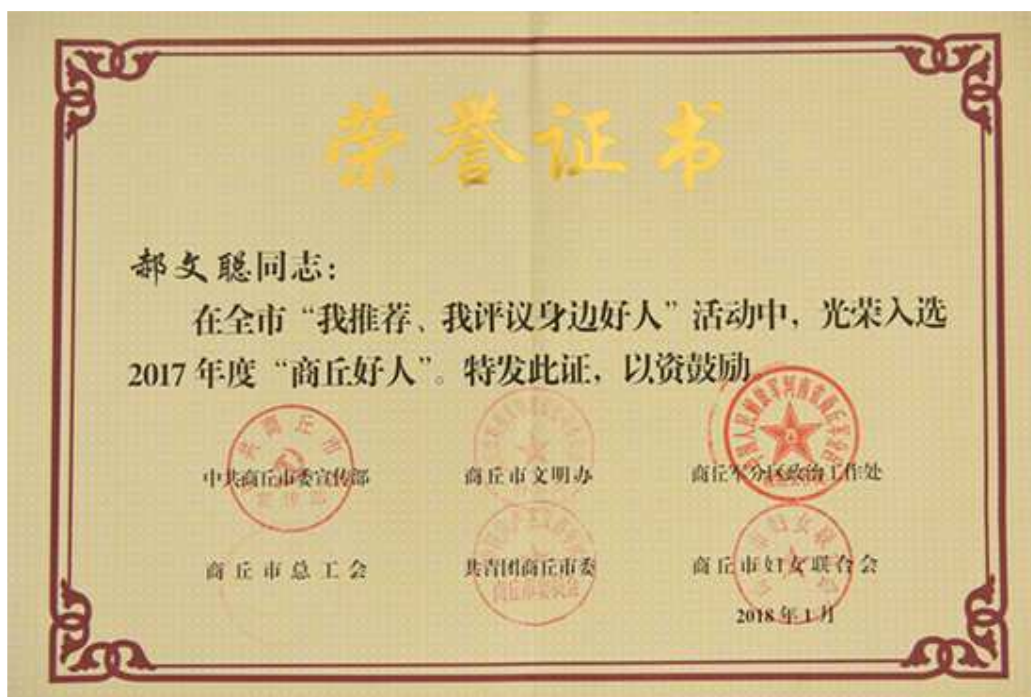 荣誉证书
郝文聪同志：
在全市“我推荐、我评议身边好人”活动中，光荣入选
2017年度“商丘好人”。特发此证，以资鼓励
中共商丘市委宣传部 商丘市文明办 商丘军分区政治工作处
商丘市总工会 共青团商丘市委 商丘市妇女联合会
2018年1月